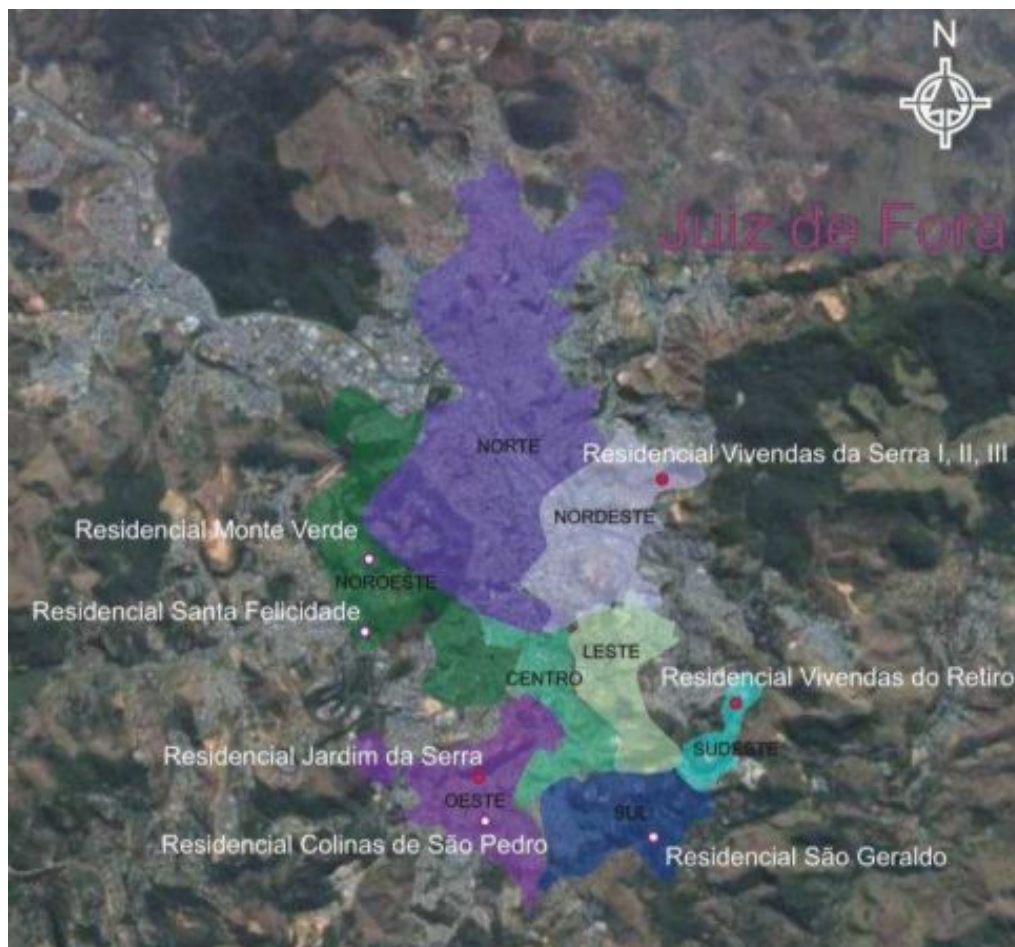 N
Juiz de Fora
NORTE
Residencial Vivendas da Serra I, II, III
NORDESTE
Residencial Monte Verde
NOROESTE
Residencial Santa Felicidade
LESTE
CENTRO
Residencial Vivendas do Retiro
SUDESTE
Residencial Jardim da Serra
OESTE
SUL
Residencial Colinas de São Pedro
Residencial São Geraldo